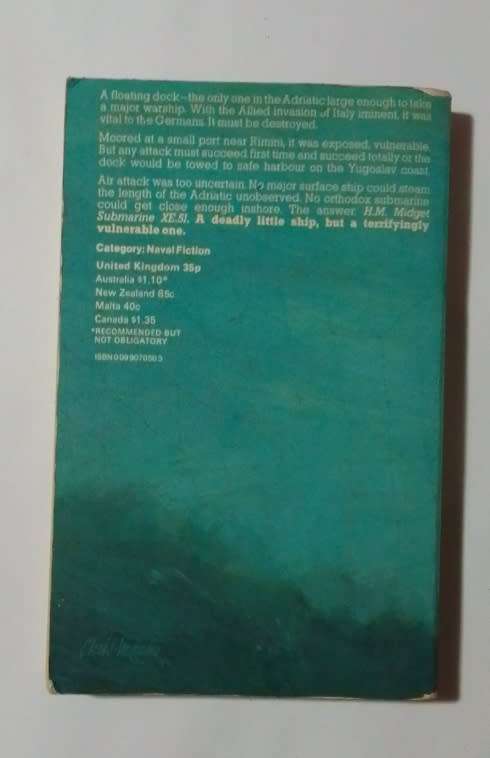 A floating dock—the only one in the Adriatic large enough to take
a major warship. With the Allied invasion of Italy iminent, it was
vital to the Germans. It must be destroyed.
Moored at a small port near Rimini, it was exposed, vulnerable.
But any attack must succeed first time and succeed totally or the
dock would be towed to safe harbour on the Yugoslav coast.
Air attack was too uncertain. No major surface ship could steam
the length of the Adriatic unobserved. No orthodox submarine
could get close enough inshore. The answer: H.M. Midget
Submarine XE.51. A deadly little ship, but a terrifyingly
vulnerable one.
Category: Naval Fiction
United Kingdom 35p
Australia $1.10*
New Zealand 65c
Malta 40c
Canada $1.35
*RECOMMENDED BUT
NOT OBLIGATORY
ISBN 0 09 907050 3